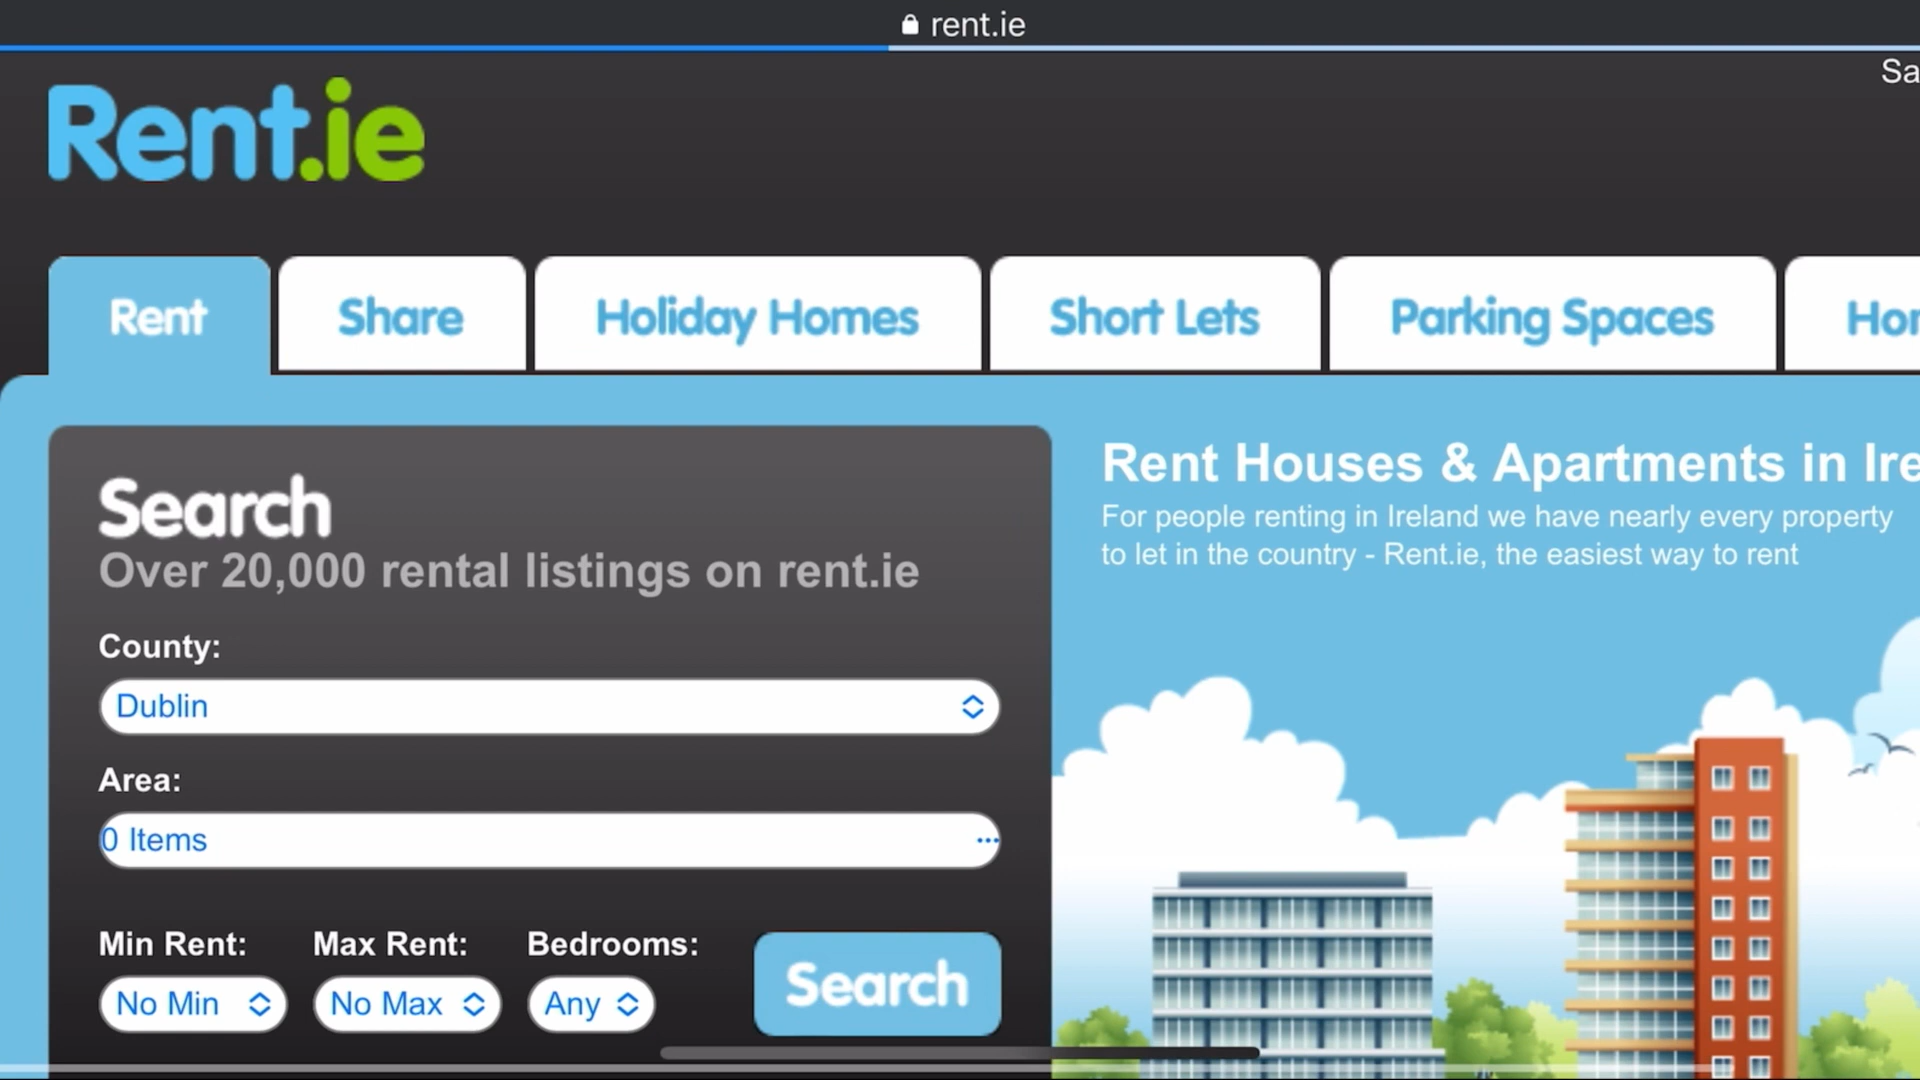 rent.ie
Sa
Rent.ie
Rent
Share
Holiday Homes
Short Lets
Parking Spaces
Hor
Search
Over 20,000 rental listings on rent.ie
County:
Dublin
Area:
0 Items
Min Rent:
Max Rent:
Bedrooms:
No Min
No Max
Any
Search
Rent Houses & Apartments in Ire
For people renting in Ireland we have nearly every property
to let in the country - Rent.ie, the easiest way to rent